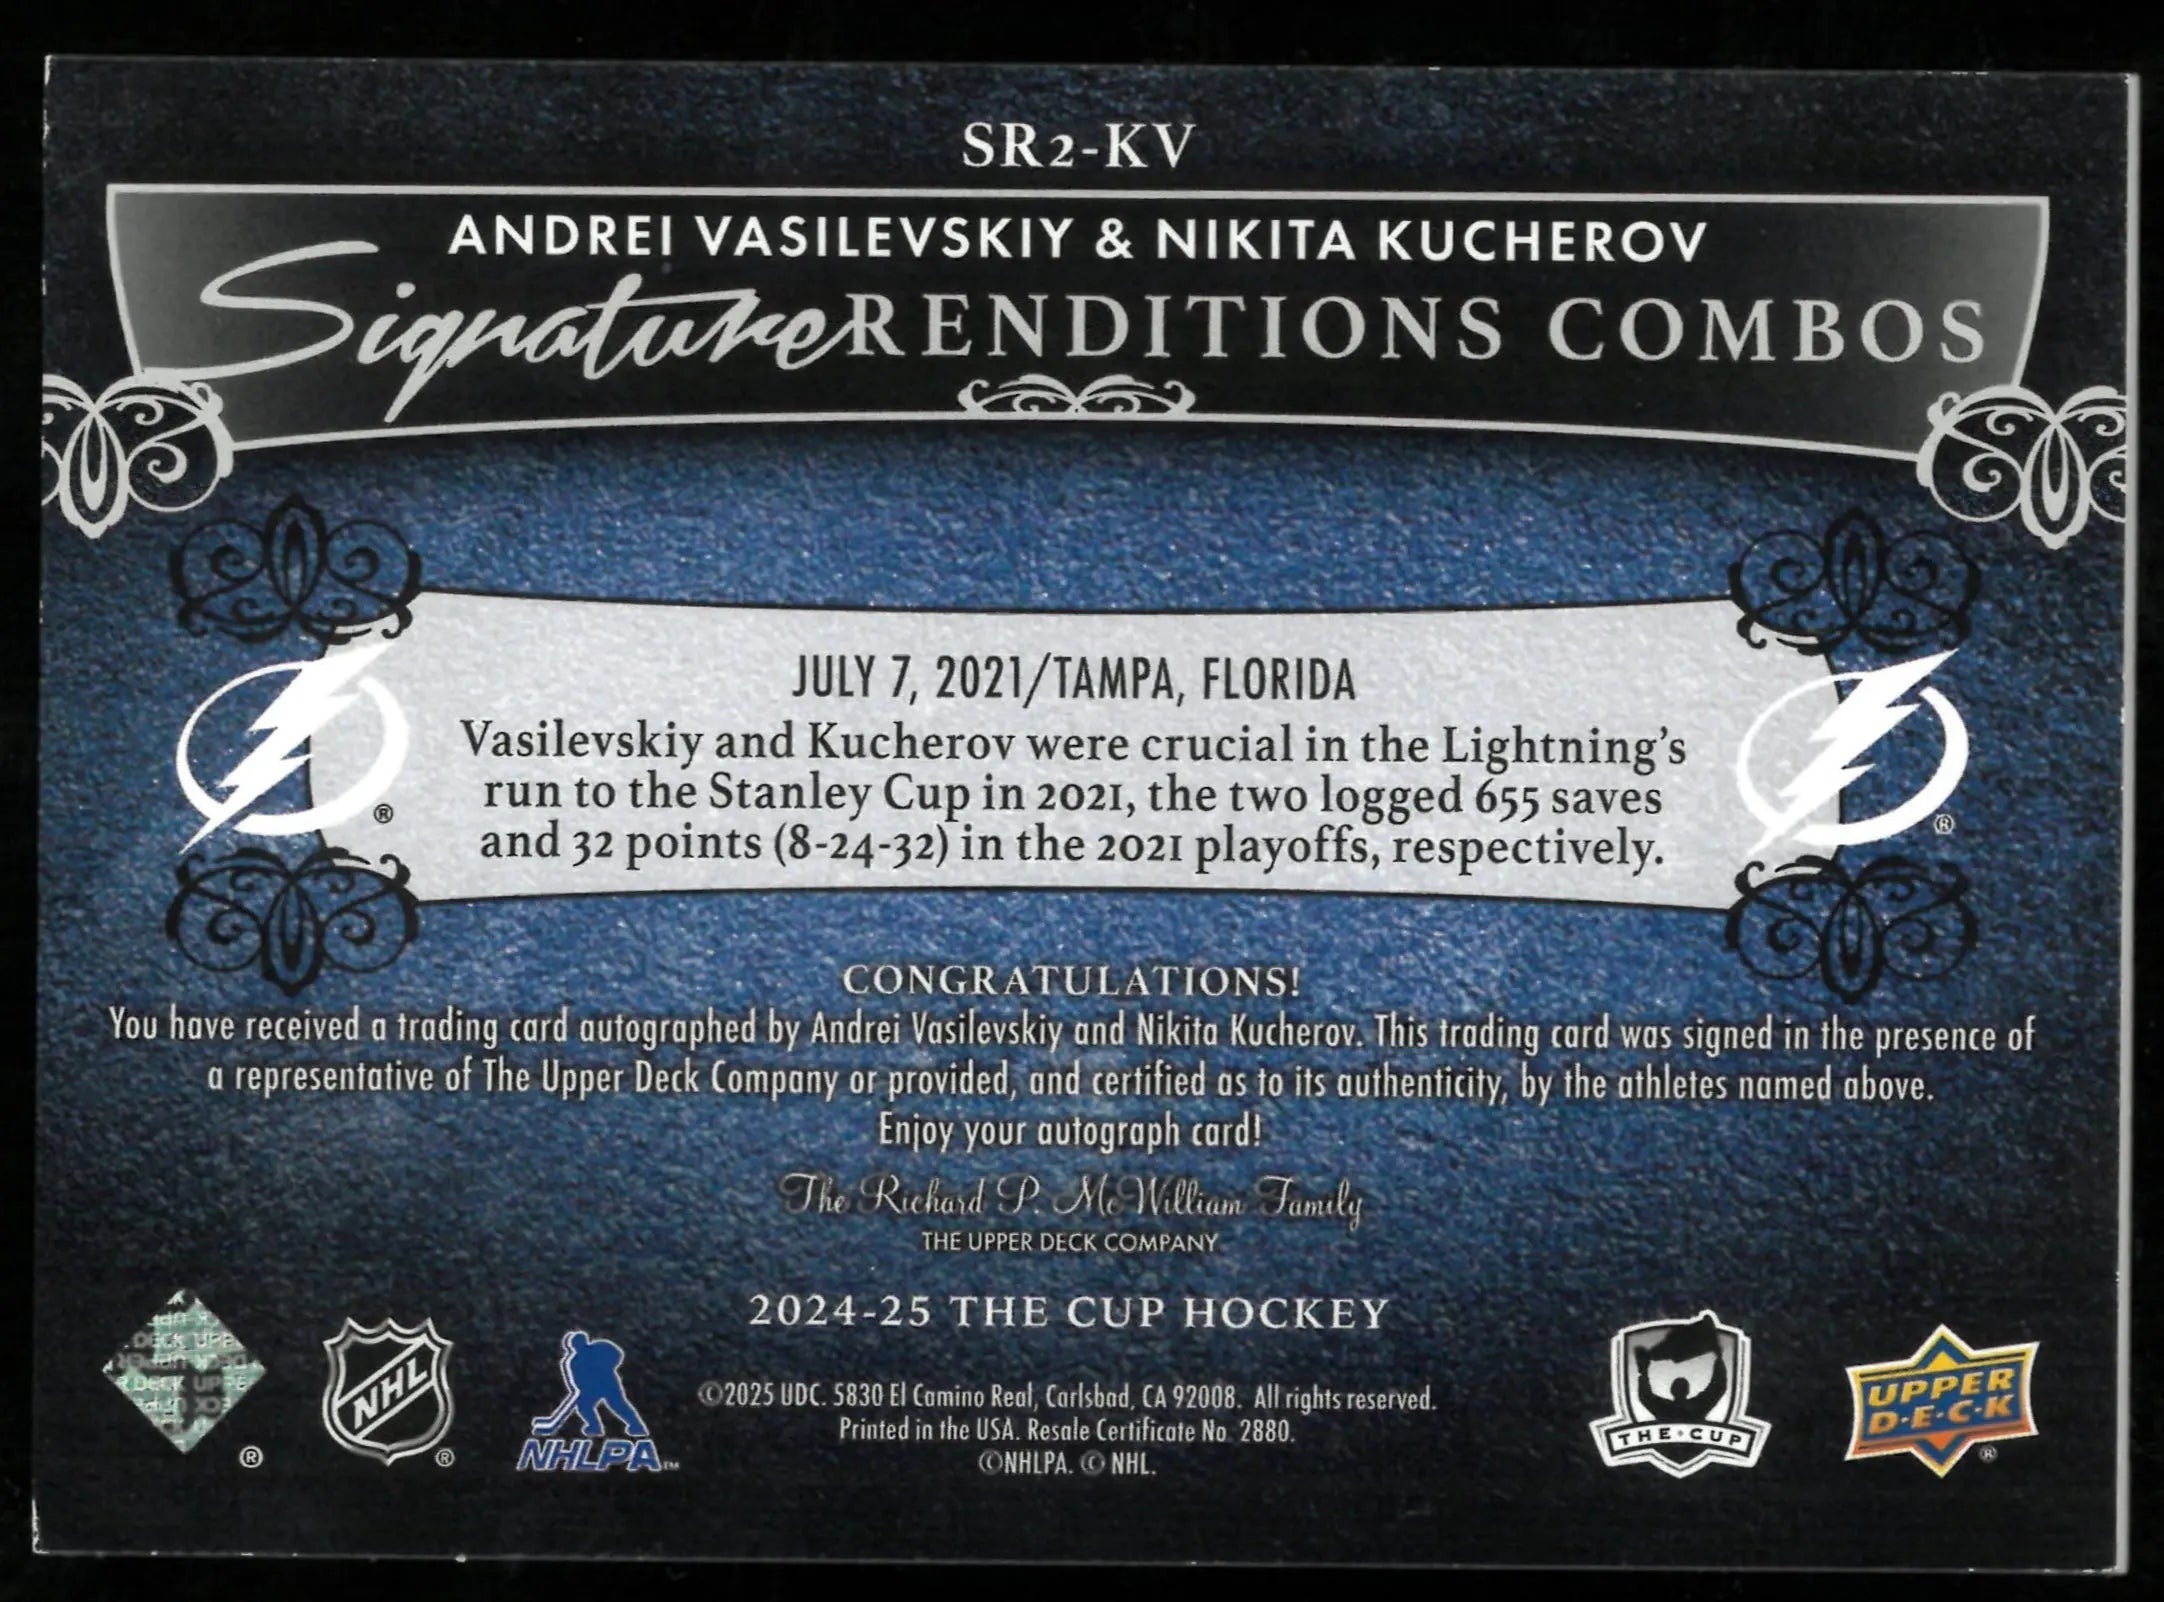 SR2-KV
ANDREI VASILEVSKIY & NIKITA KUCHEROV
Signature RENDITIONS COMBOS
JULY 7, 2021/TAMPA, FLORIDA
Vasilevskiy and Kucherov were crucial in the Lightning's
run to the Stanley Cup in 2021, the two logged 655 saves
and 32 points (8-24-32) in the 2021 playoffs, respectively.
®
®
CONGRATULATIONS!
You have received a trading card autographed by Andrei Vasilevskiy and Nikita Kucherov. This trading card was signed in the presence of
a representative of The Upper Deck Company or provided, and certified as to its authenticity, by the athletes named above.
Enjoy your autograph card!
The Richard P. McWilliam Family
THE UPPER DECK COMPANY
2024-25 THE CUP HOCKEY
©2025 UDC. 5830 El Camino Real, Carlsbad, CA 92008. All rights reserved.
Printed in the USA. Resale Certificate No. 2880.
©NHLPA. © NHL.
®
NHL
®
NHLPA™
THE CUP
UPPER
D·E·C·K
®